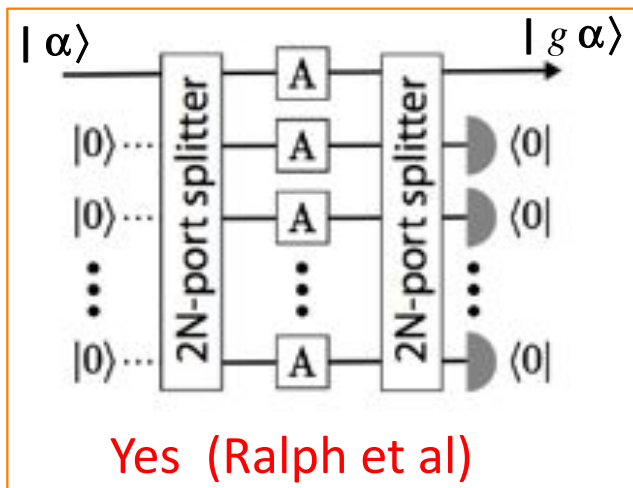 | α⟩ | g α⟩
2N-port splitter
2N-port splitter
A
|0⟩ A ⟨0|
|0⟩ A ⟨0|
|0⟩ A ⟨0|
Yes (Ralph et al)